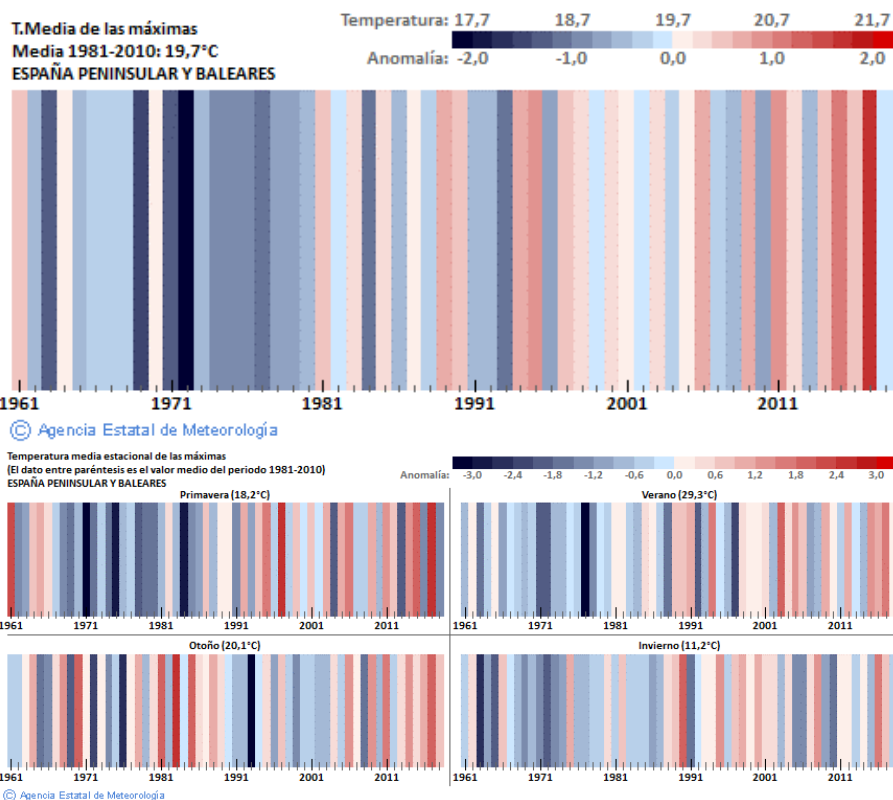 T.Media de las máximas
Media 1981-2010: 19,7°C
ESPAÑA PENINSULAR Y BALEARES
Temperatura: 17,7 18,7 19,7 20,7 21,7
Anomalía: -2,0 -1,0 0,0 1,0 2,0
1961 1971 1981 1991 2001 2011
© Agencia Estatal de Meteorología
Temperatura media estacional de las máximas
(El dato entre paréntesis es el valor medio del periodo 1981-2010)
ESPAÑA PENINSULAR Y BALEARES
Anomalía: -3,0 -2,4 -1,8 -1,2 -0,6 0,0 0,6 1,2 1,8 2,4 3,0
Primavera (18,2°C)
1961 1971 1981 1991 2001 2011
Verano (29,3°C)
1961 1971 1981 1991 2001 2011
Otoño (20,1°C)
1961 1971 1981 1991 2001 2011
Invierno (11,2°C)
1961 1971 1981 1991 2001 2011
© Agencia Estatal de Meteorología